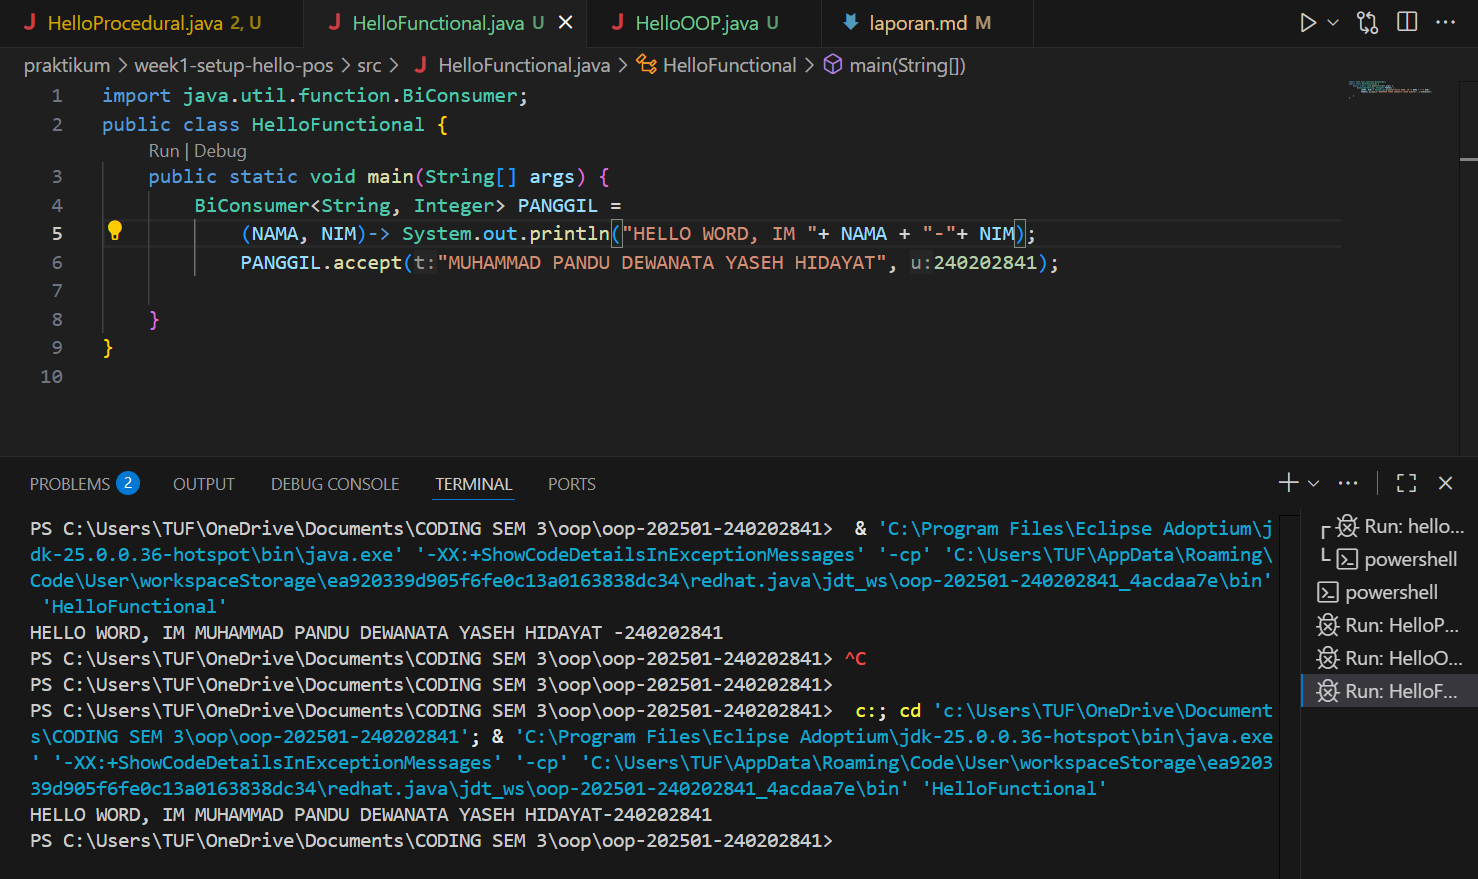 HelloProcedural.java 2, U
HelloFunctional.java U
HelloOOP.java U
laporan.md M
praktikum > week1-setup-hello-pos > src > HelloFunctional.java > HelloFunctional > main(String[])
1 import java.util.function.BiConsumer;
2 public class HelloFunctional {
Run | Debug
3 public static void main(String[] args) {
4 BiConsumer<String, Integer> PANGGIL =
5 (NAMA, NIM)-> System.out.println("HELLO WORD, IM "+ NAMA + "-"+ NIM);
6 PANGGIL.accept(t:"MUHAMMAD PANDU DEWANATA YASEH HIDAYAT", u:240202841);
7
8 }
9 }
10
PROBLEMS 2 OUTPUT DEBUG CONSOLE TERMINAL PORTS
PS C:\Users\TUF\OneDrive\Documents\CODING SEM 3\oop\oop-202501-240202841> & 'C:\Program Files\Eclipse Adoptium\j
dk-25.0.0.36-hotspot\bin\java.exe' '-XX:+ShowCodeDetailsInExceptionMessages' '-cp' 'C:\Users\TUF\AppData\Roaming\
Code\User\workspaceStorage\ea920339d905f6fe0c13a0163838dc34\redhat.java\jdt_ws\oop-202501-240202841_4acdaa7e\bin'
'HelloFunctional'
HELLO WORD, IM MUHAMMAD PANDU DEWANATA YASEH HIDAYAT -240202841
PS C:\Users\TUF\OneDrive\Documents\CODING SEM 3\oop\oop-202501-240202841> ^C
PS C:\Users\TUF\OneDrive\Documents\CODING SEM 3\oop\oop-202501-240202841>
PS C:\Users\TUF\OneDrive\Documents\CODING SEM 3\oop\oop-202501-240202841> c:; cd 'c:\Users\TUF\OneDrive\Document
s\CODING SEM 3\oop\oop-202501-240202841'; & 'C:\Program Files\Eclipse Adoptium\jdk-25.0.0.36-hotspot\bin\java.exe
' '-XX:+ShowCodeDetailsInExceptionMessages' '-cp' 'C:\Users\TUF\AppData\Roaming\Code\User\workspaceStorage\ea9203
39d905f6fe0c13a0163838dc34\redhat.java\jdt_ws\oop-202501-240202841_4acdaa7e\bin' 'HelloFunctional'
HELLO WORD, IM MUHAMMAD PANDU DEWANATA YASEH HIDAYAT-240202841
PS C:\Users\TUF\OneDrive\Documents\CODING SEM 3\oop\oop-202501-240202841>
Run: hello...
powershell
powershell
Run: HelloP...
Run: HelloO...
Run: HelloF...